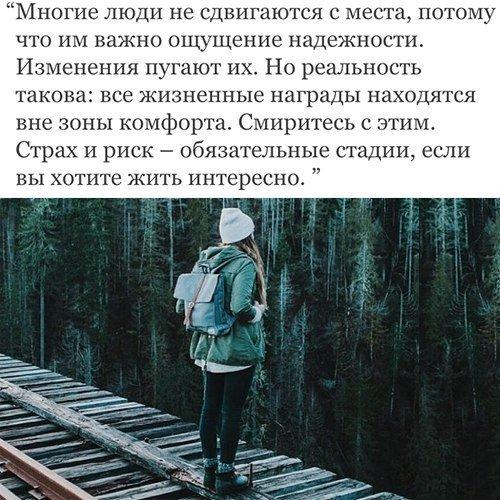 “Многие люди не сдвигаются с места, потому
что им важно ощущение надежности.
Изменения пугают их. Но реальность
такова: все жизненные награды находятся
вне зоны комфорта. Смиритесь с этим.
Страх и риск – обязательные стадии, если
вы хотите жить интересно. ”